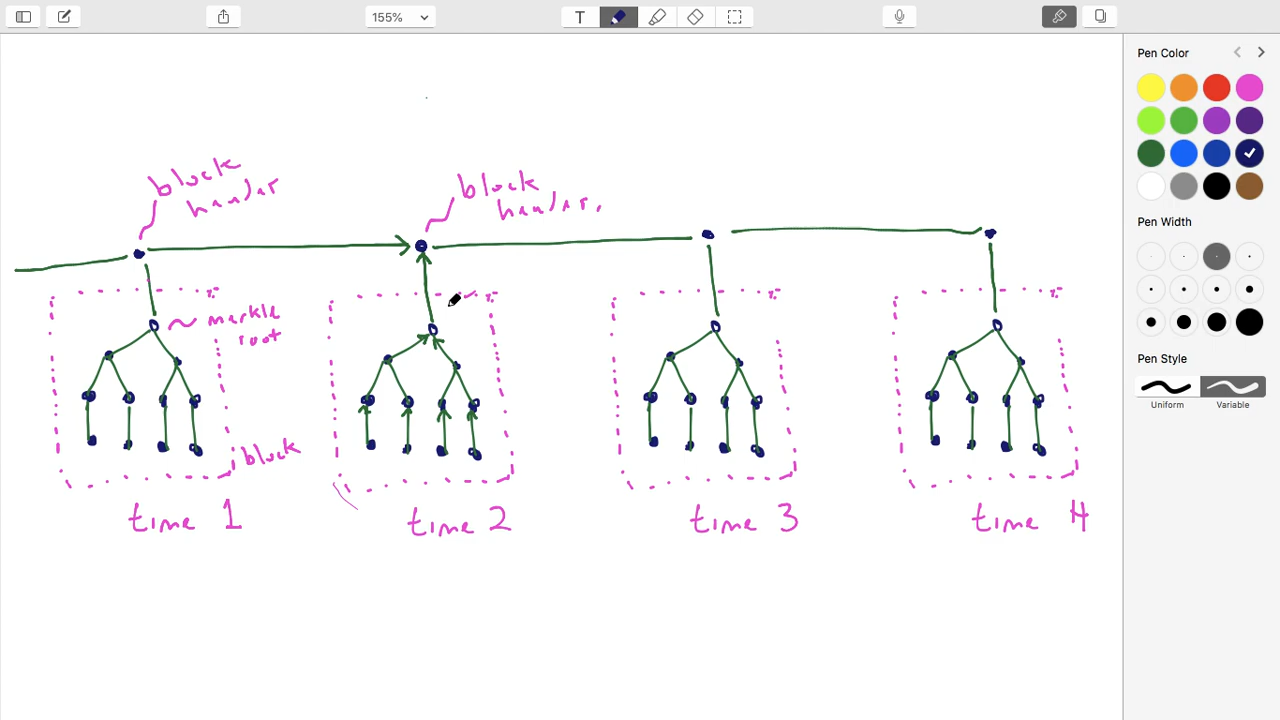 155%
T
Pen Color
block
header
block
header,
Pen Width
merkle
root
Pen Style
Uniform
Variable
block
time 1
time 2
time 3
time 4